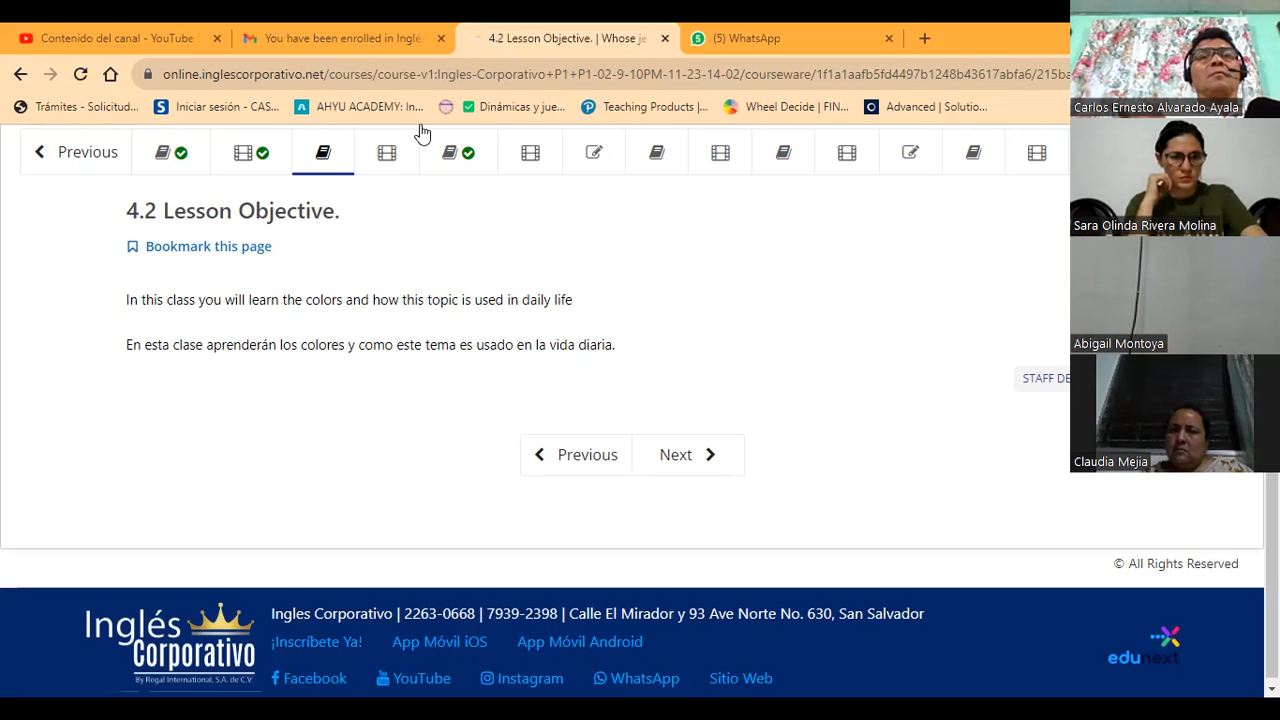 Contenido del canal - YouTube
You have been enrolled in Inglé
4.2 Lesson Objective. | Whose je
(5) WhatsApp
online.inglescorporativo.net/courses/course-v1:Ingles-Corporativo+P1+P1-02-9-10PM-11-23-14-02/courseware/1f1a1aafb5fd4497b1248b43617abfa6/215ba
Trámites - Solicitud...
Iniciar sesión - CAS...
AHYU ACADEMY: In...
Dinámicas y jue...
Teaching Products |...
Wheel Decide | FIN...
Advanced | Solutio...
Previous
4.2 Lesson Objective.
Bookmark this page
In this class you will learn the colors and how this topic is used in daily life
En esta clase aprenderán los colores y como este tema es usado en la vida diaria.
STAFF DE
Previous
Next
© All Rights Reserved
Inglés
Corporativo
By Regal International, S.A. de C.V.
Ingles Corporativo | 2263-0668 | 7939-2398 | Calle El Mirador y 93 Ave Norte No. 630, San Salvador
¡Inscríbete Ya!
App Móvil iOS
App Móvil Android
Facebook
YouTube
Instagram
WhatsApp
Sitio Web
edunext
Carlos Ernesto Alvarado Ayala
Sara Olinda Rivera Molina
Abigail Montoya
Claudia Mejia